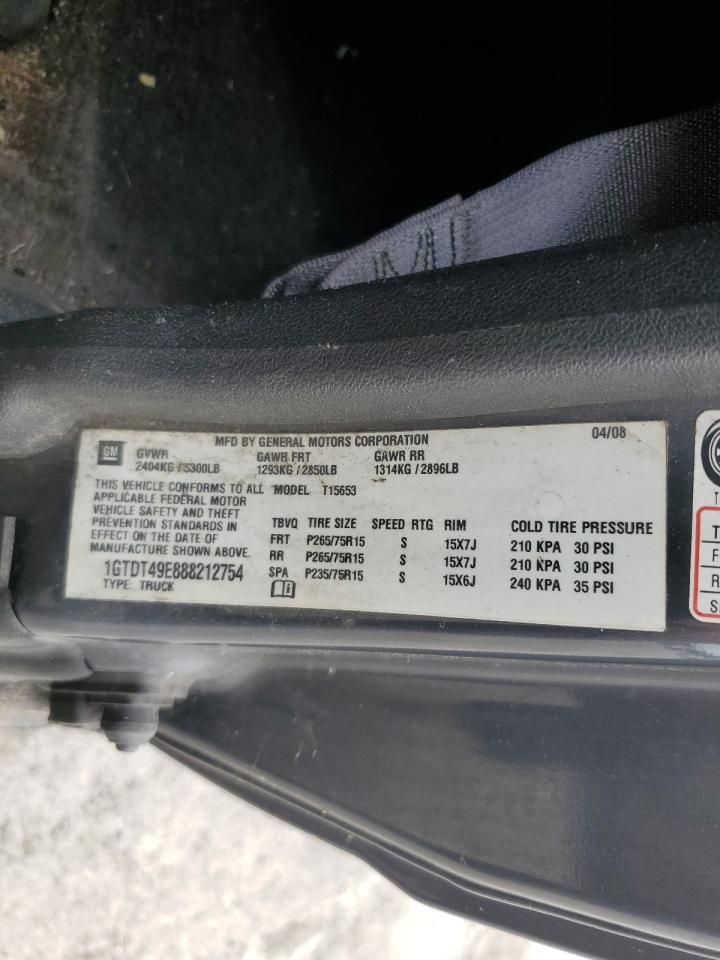 MFD BY GENERAL MOTORS CORPORATION 04/08
GM
GVWR GAWR FRT GAWR RR
2404KG / 5300LB 1293KG / 2850LB 1314KG / 2896LB
THIS VEHICLE CONFORMS TO ALL MODEL T15653
APPLICABLE FEDERAL MOTOR
VEHICLE SAFETY AND THEFT
PREVENTION STANDARDS IN
EFFECT ON THE DATE OF
MANUFACTURE SHOWN ABOVE.
1GTDT49E888212754
TYPE: TRUCK
TBVQ TIRE SIZE SPEED RTG RIM COLD TIRE PRESSURE
FRT P265/75R15 S 15X7J 210 KPA 30 PSI
RR P265/75R15 S 15X7J 210 KPA 30 PSI
SPA P235/75R15 S 15X6J 240 KPA 35 PSI
T
T
F
R
S